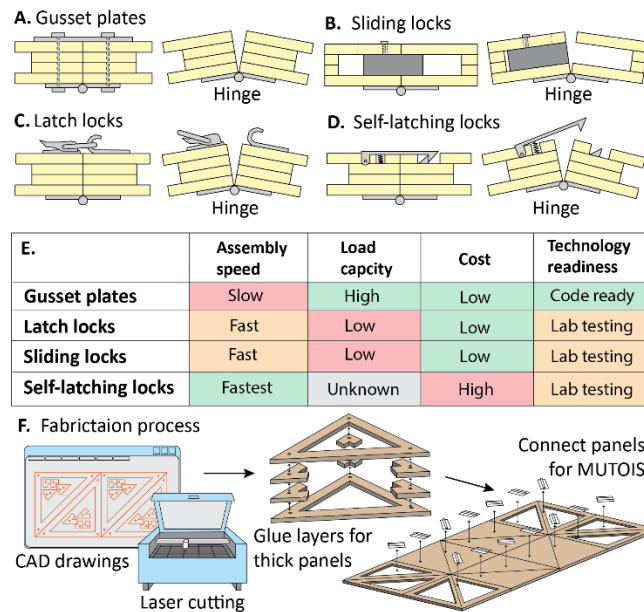 A. Gusset plates
Hinge
B. Sliding locks
Hinge
C. Latch locks
Hinge
D. Self-latching locks
Hinge
E. Assembly speed Load capcity Cost Technology readiness
Gusset plates Slow High Low Code ready
Latch locks Fast Low Low Lab testing
Sliding locks Fast Low Low Lab testing
Self-latching locks Fastest Unknown High Lab testing
F. Fabrictaion process
CAD drawings
Laser cutting
Glue layers for
thick panels
Connect panels
for MUTOIS